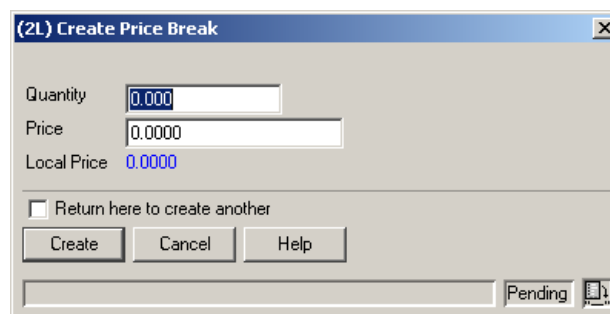 (2L) Create Price Break
Quantity 0.000
Price 0.0000
Local Price 0.0000
Return here to create another
Create Cancel Help
Pending